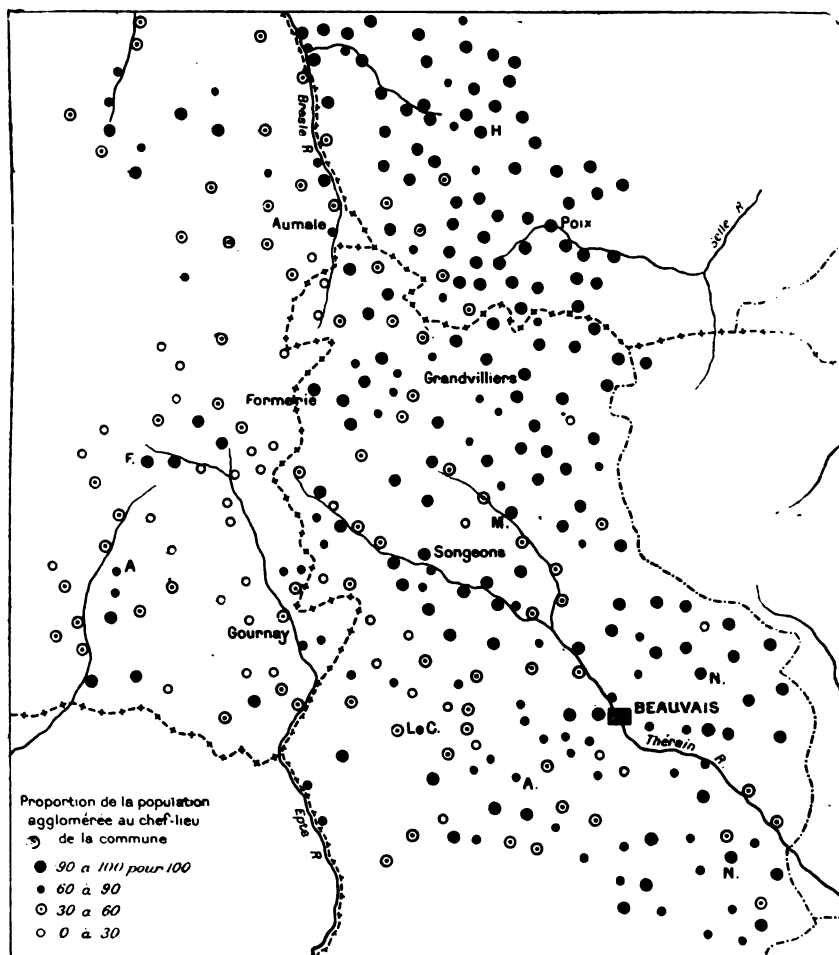 H
Bresle R.
Aumale
Poix
Selle R.
Grandvilliers
Formerie
F.
M.
A
Songeons
Gournay
N.
BEAUVAIS
Le C.
Thérain R.
A.
Epte R.
N.
Proportion de la population
agglomérée au chef-lieu
de la commune
90 a 100 pour 100
60 à 90
30 a 60
0 à 30